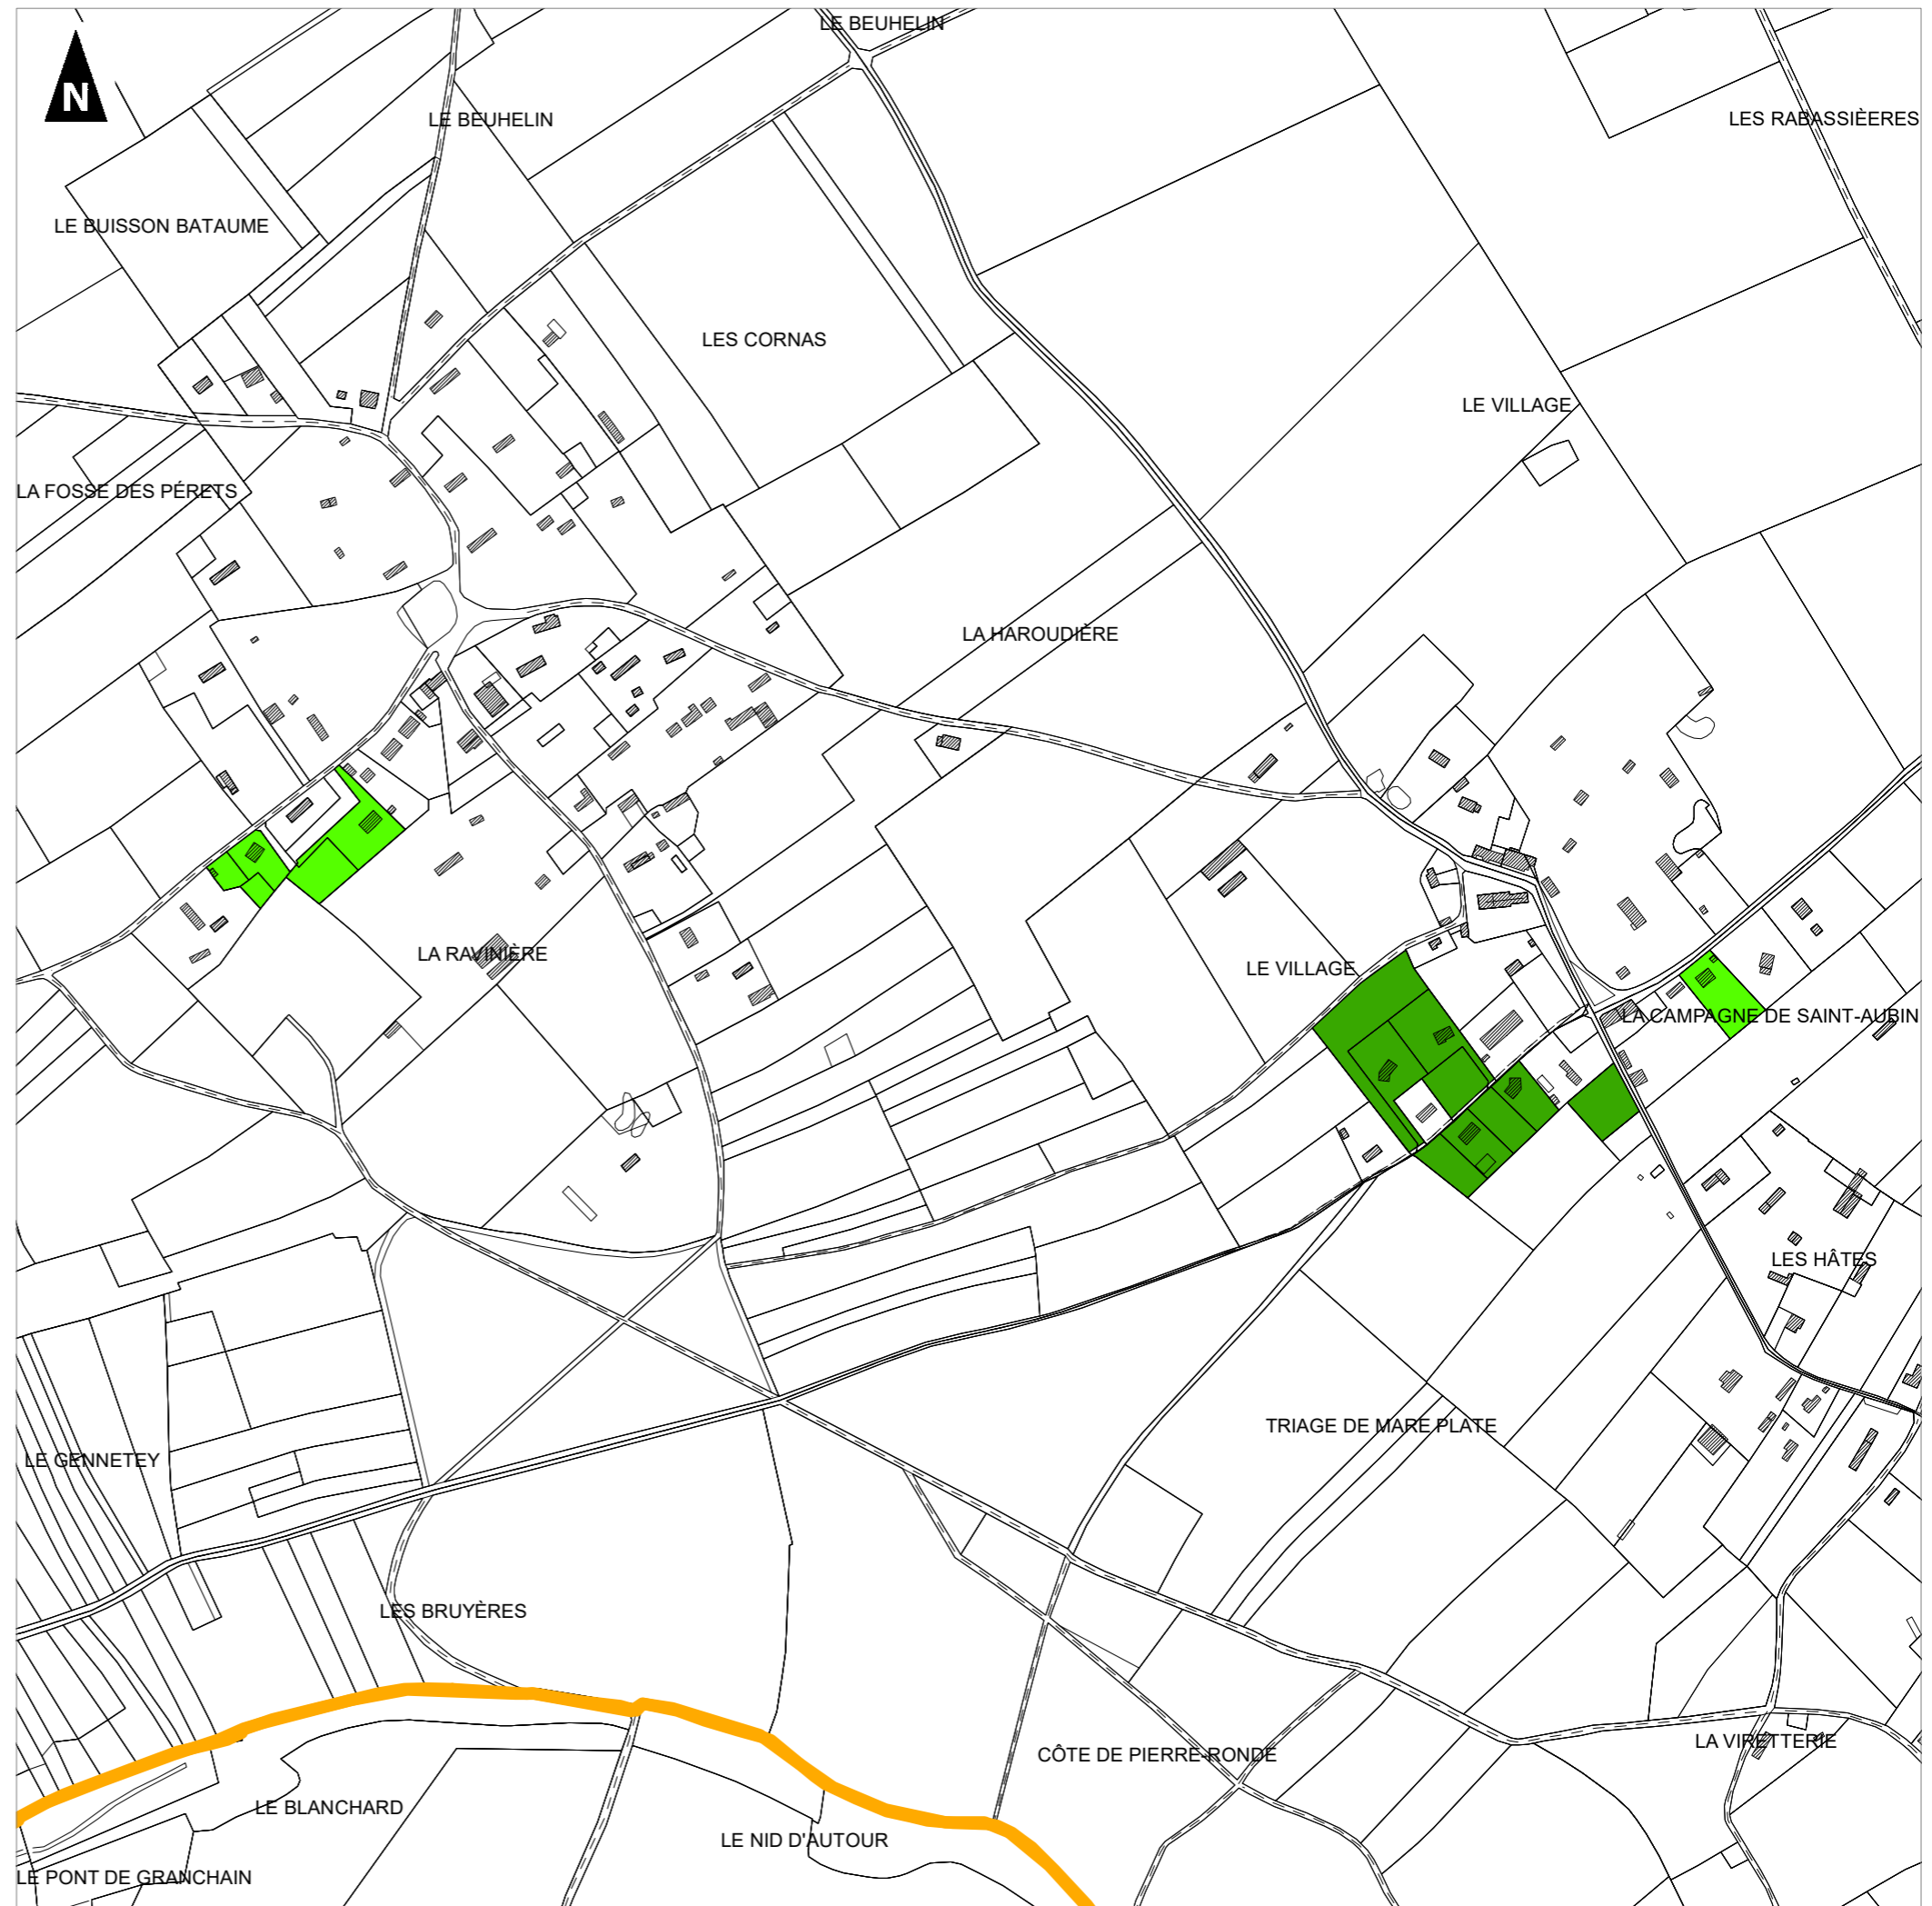 LE BEUHELIN
N
LE BEUHELIN
LES RABASSIÈERES
LE BUISSON BATAUME
LES CORNAS
LE VILLAGE
LA FOSSE DES PÉRETS
LA HAROUDIÈRE
LA RAVINIÈRE
LE VILLAGE
LA CAMPAGNE DE SAINT-AUBIN
LES HÂTES
TRIAGE DE MARE PLATE
LE GENNETEY
LES BRUYÈRES
LA VIRETTERIE
CÔTE DE PIERRE-RONDE
LE BLANCHARD
LE NID D'AUTOUR
LE PONT DE GRANCHAIN